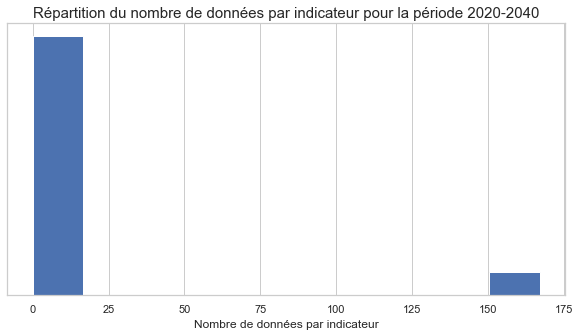 Répartition du nombre de données par indicateur pour la période 2020-2040
0 25 50 75 100 125 150 175
Nombre de données par indicateur